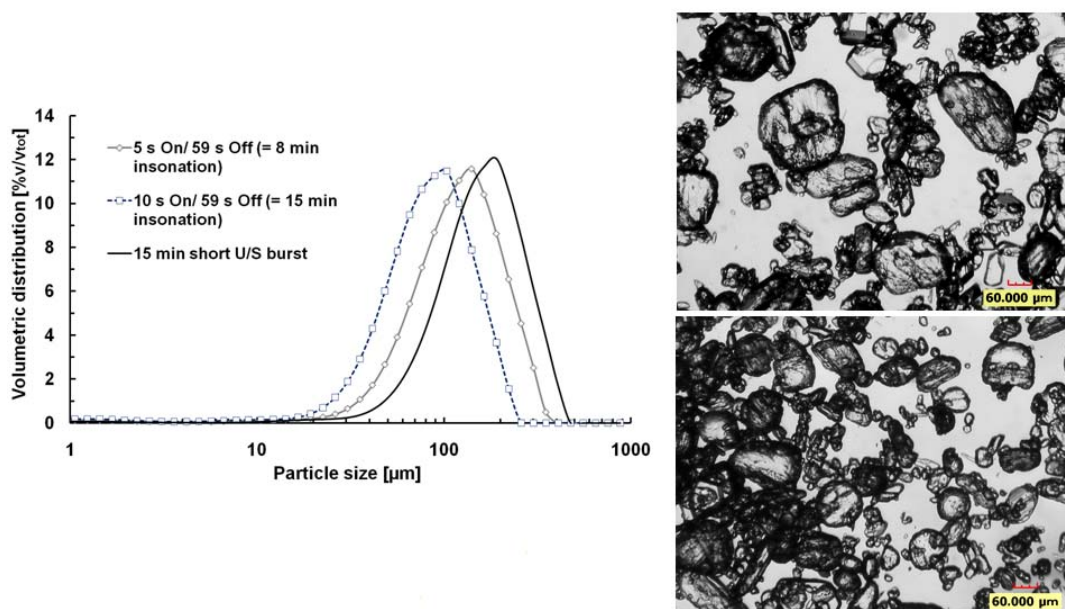 14
12
10
8
6
4
2
0
Volumetric distribution [%v/vtot]
5 s On/ 59 s Off (= 8 min
insonation)
10 s On/ 59 s Off (= 15 min
insonation)
15 min short U/S burst
1 10 100 1000
Particle size [µm]
60.000 µm
60.000 µm